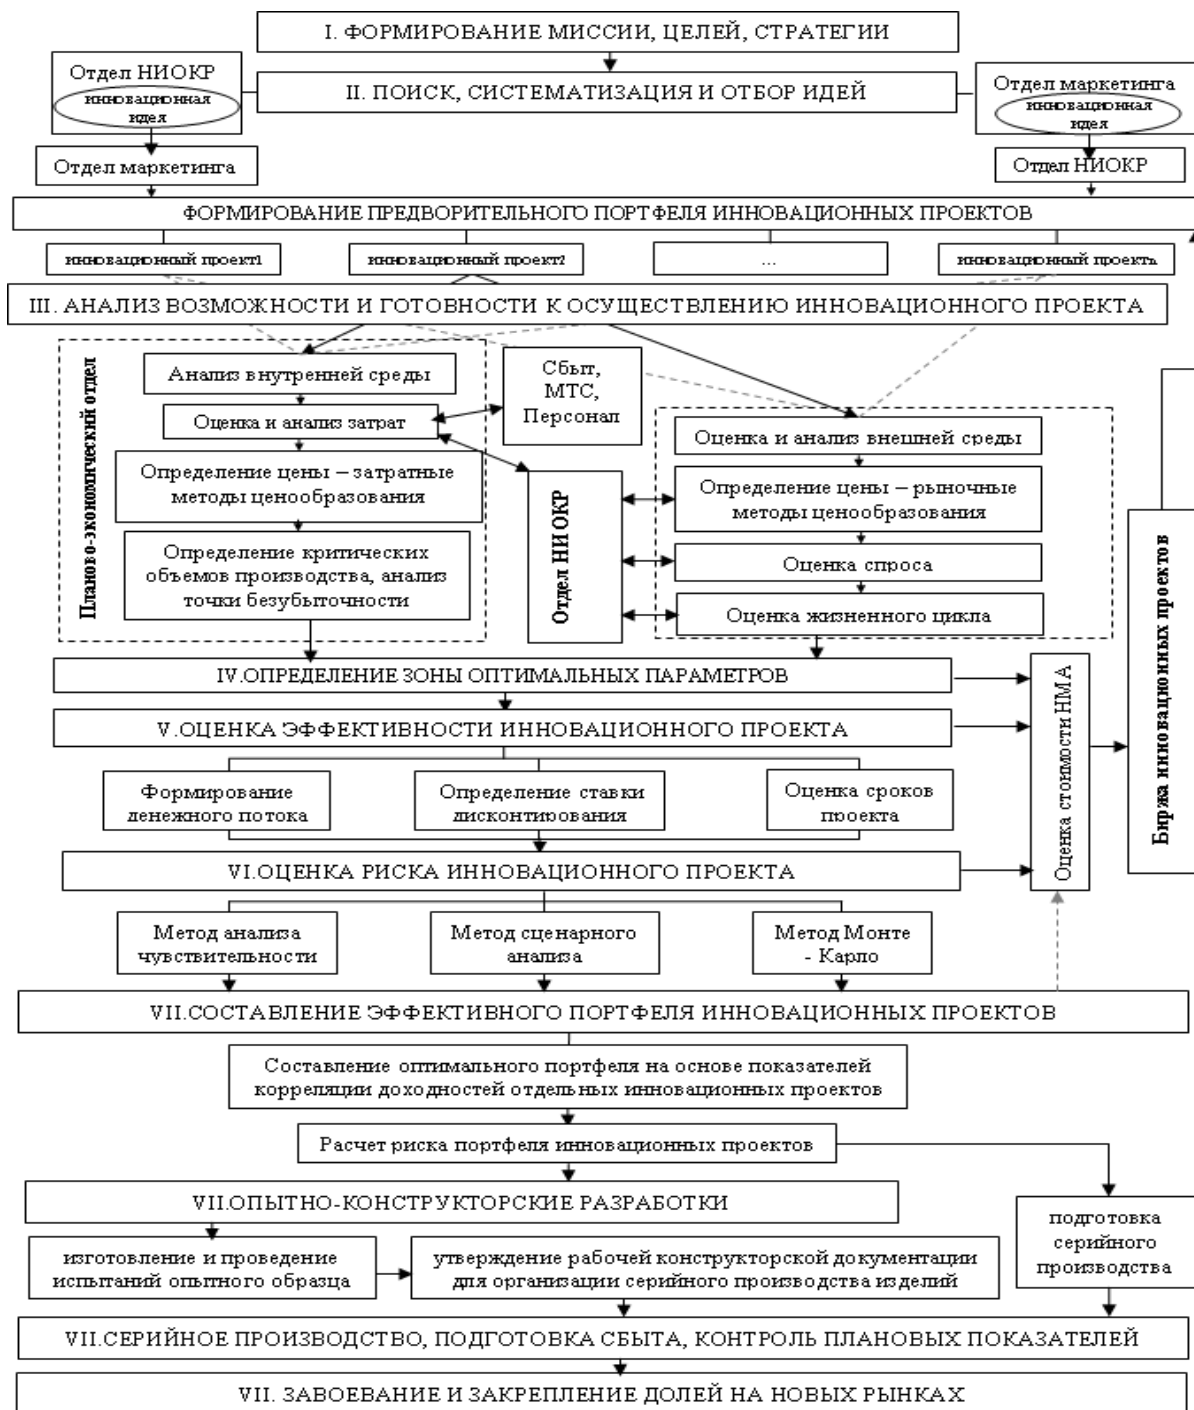 I. ФОРМИРОВАНИЕ МИССИИ, ЦЕЛЕЙ, СТРАТЕГИИ
Отдел НИОКР
инновационная
идея
II. ПОИСК, СИСТЕМАТИЗАЦИЯ И ОТБОР ИДЕЙ
Отдел маркетинга
инновационная
идея
Отдел маркетинга
Отдел НИОКР
ФОРМИРОВАНИЕ ПРЕДВОРИТЕЛЬНОГО ПОРТФЕЛЯ ИННОВАЦИОННЫХ ПРОЕКТОВ
инновационный проект1
инновационный проект2
...
инновационный проектn
III. АНАЛИЗ ВОЗМОЖНОСТИ И ГОТОВНОСТИ К ОСУЩЕСТВЛЕНИЮ ИННОВАЦИОННОГО ПРОЕКТА
Планово-экономический отдел
Анализ внутренней среды
Оценка и анализ затрат
Определение цены – затратные
методы ценообразования
Определение критических
объемов производства, анализ
точки безубыточности
Сбыт,
МТС,
Персонал
Отдел НИОКР
Оценка и анализ внешней среды
Определение цены – рыночные
методы ценообразования
Оценка спроса
Оценка жизненного цикла
Биржа инновационных проектов
IV.ОПРЕДЕЛЕНИЕ ЗОНЫ ОПТИМАЛЬНЫХ ПАРАМЕТРОВ
Оценка стоимости НМА
V.ОЦЕНКА ЭФФЕКТИВНОСТИ ИННОВАЦИОННОГО ПРОЕКТА
Формирование
денежного потока
Определение ставки
дисконтирования
Оценка сроков
проекта
VI.ОЦЕНКА РИСКА ИННОВАЦИОННОГО ПРОЕКТА
Метод анализа
чувствительности
Метод сценарного
анализа
Метод Монте
- Карло
VII.СОСТАВЛЕНИЕ ЭФФЕКТИВНОГО ПОРТФЕЛЯ ИННОВАЦИОННЫХ ПРОЕКТОВ
Составление оптимального портфеля на основе показателей
корреляции доходностей отдельных инновационных проектов
Расчет риска портфеля инновационных проектов
VII.ОПЫТНО-КОНСТРУКТОРСКИЕ РАЗРАБОТКИ
изготовление и проведение
испытаний опытного образца
утверждение рабочей конструкторской документации
для организации серийного производства изделий
подготовка
серийного
производства
VII.СЕРИЙНОЕ ПРОИЗВОДСТВО, ПОДГОТОВКА СБЫТА, КОНТРОЛЬ ПЛАНОВЫХ ПОКАЗАТЕЛЕЙ
VII. ЗАВОЕВАНИЕ И ЗАКРЕПЛЕНИЕ ДОЛЕЙ НА НОВЫХ РЫНКАХ